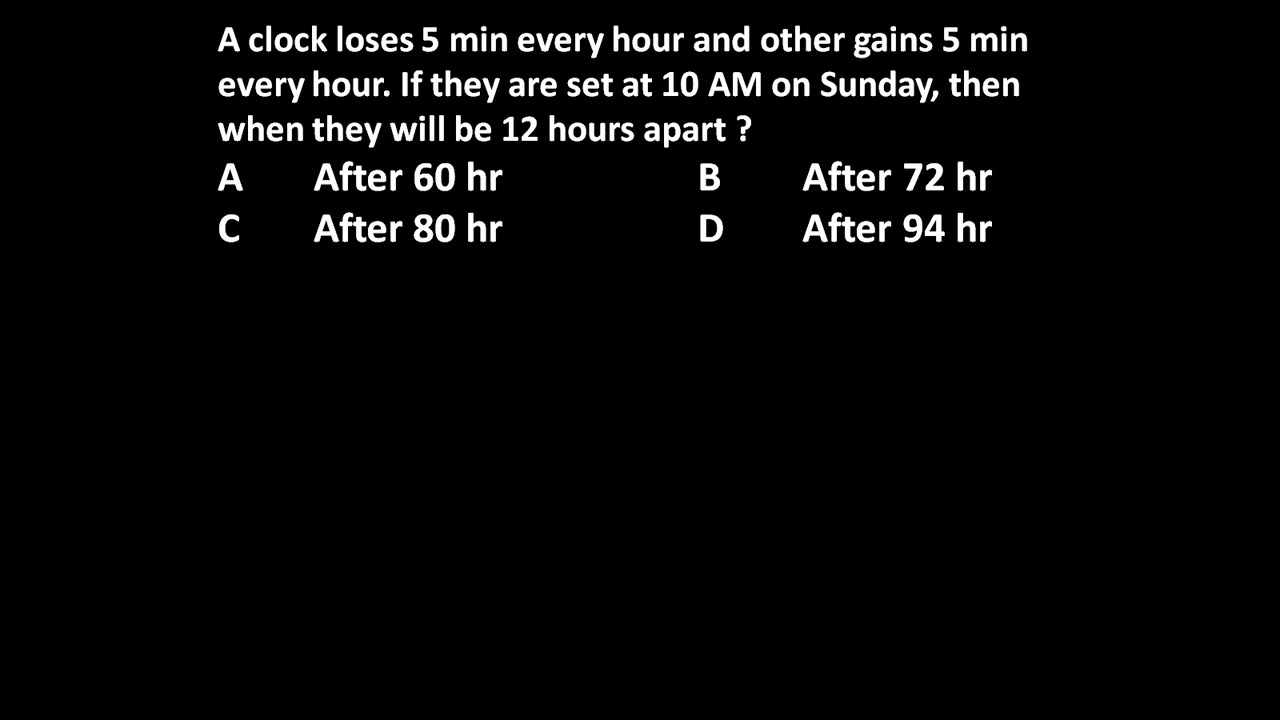 A clock loses 5 min every hour and other gains 5 min
every hour. If they are set at 10 AM on Sunday, then
when they will be 12 hours apart ?
A After 60 hr B After 72 hr
C After 80 hr D After 94 hr